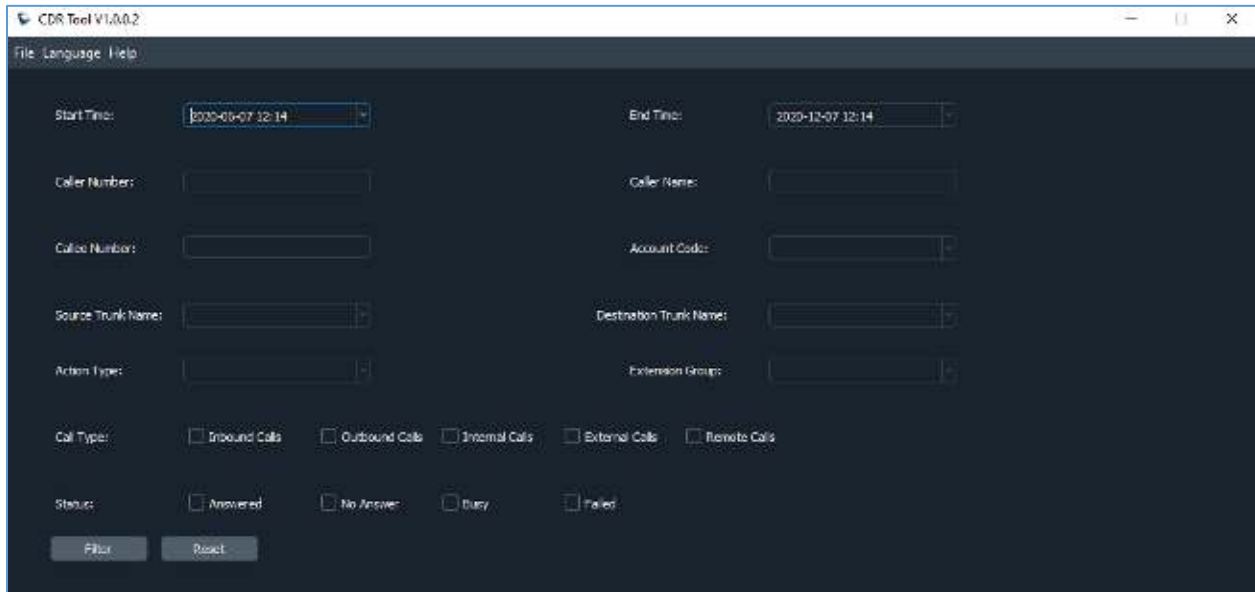 CDR Tool V1.0.0.2
File Language Help
Start Time: 2020-06-07 12:14 End Time: 2020-12-07 12:14
Caller Number: Caller Name:
Callee Number: Account Code:
Source Trunk Name: Destination Trunk Name:
Action Type: Extension Group:
Call Type: Inbound Calls Outbound Calls Internal Calls External Calls Remote Calls
Status: Answered No Answer Busy Failed
Filter Reset